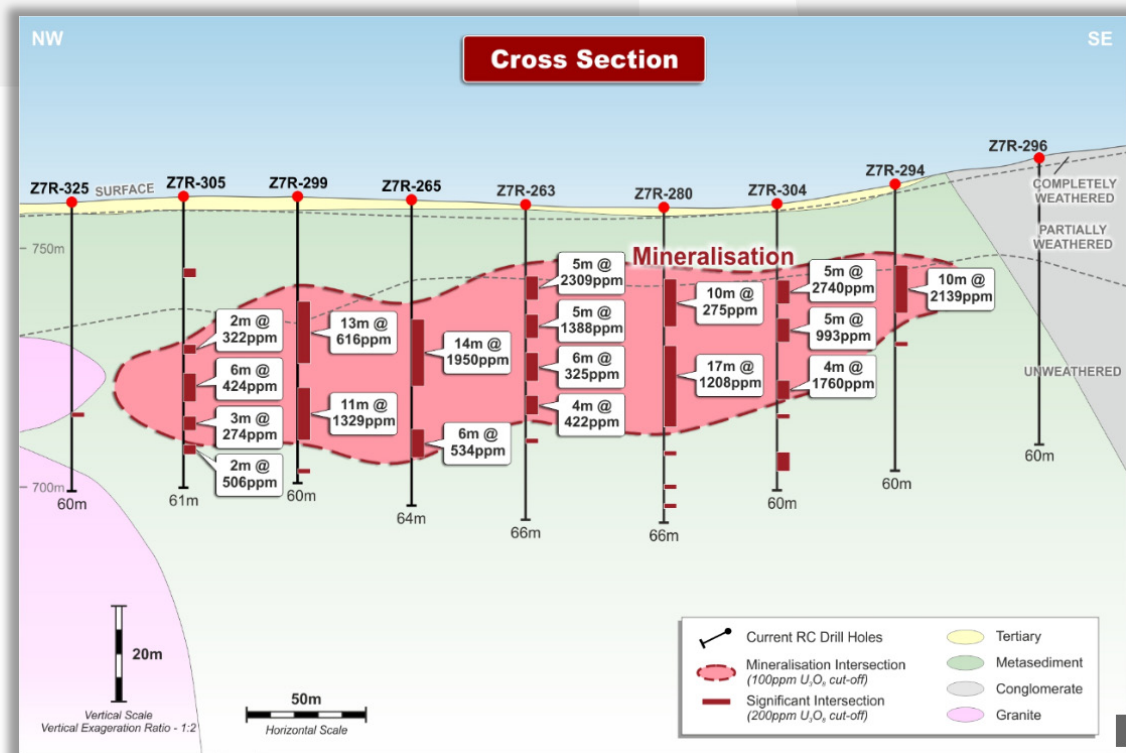 NW
SE
Cross Section
Z7R-296
Z7R-294
Z7R-325
SURFACE
Z7R-305
Z7R-299
Z7R-265
Z7R-263
Z7R-280
Z7R-304
COMPLETELY
WEATHERED
PARTIALLY
WEATHERED
UNWEATHERED
750m
700m
Mineralisation
2m @
322ppm
6m @
424ppm
3m @
274ppm
2m @
506ppm
13m @
616ppm
11m @
1329ppm
14m @
1950ppm
6m @
534ppm
5m @
2309ppm
5m @
1388ppm
6m @
325ppm
4m @
422ppm
10m @
275ppm
17m @
1208ppm
5m @
2740ppm
5m @
993ppm
4m @
1760ppm
10m @
2139ppm
60m
61m
60m
64m
66m
66m
60m
60m
60m
20m
Vertical Scale
Vertical Exageration Ratio - 1:2
50m
Horizontal Scale
Current RC Drill Holes
Mineralisation Intersection
(100ppm U₃O₈ cut-off)
Significant Intersection
(200ppm U₃O₈ cut-off)
Tertiary
Metasediment
Conglomerate
Granite